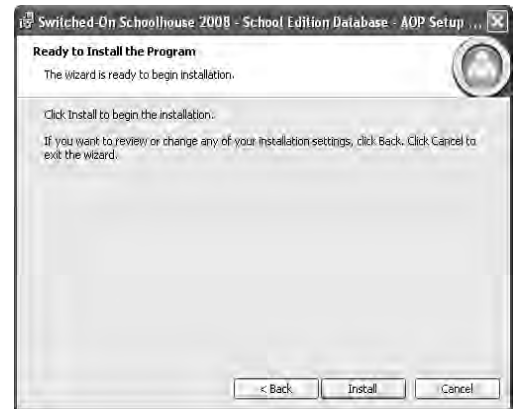 Switched-On Schoolhouse 2008 - School Edition Database - AOP Setup ...
Ready to Install the Program
The wizard is ready to begin installation.
Click Install to begin the installation.
If you want to review or change any of your installation settings, click Back. Click Cancel to
exit the wizard.
< Back Install Cancel